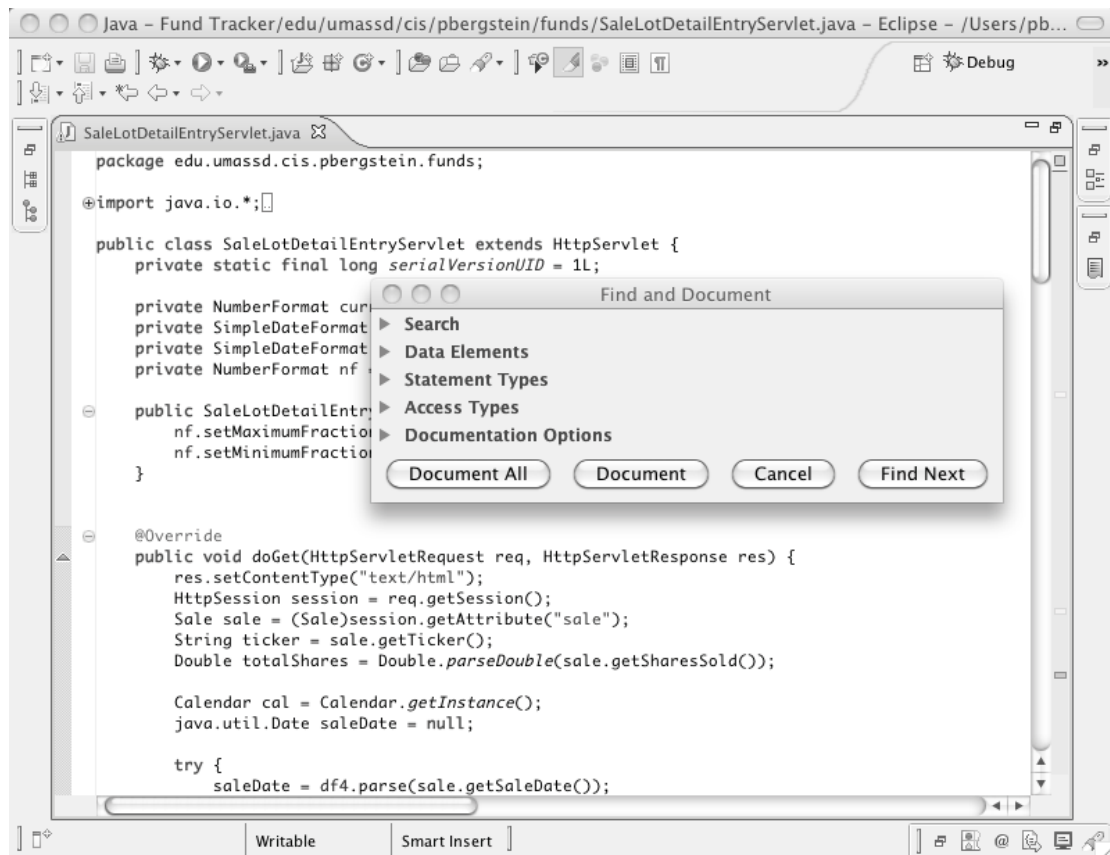 Java – Fund Tracker/edu/umassd/cis/pbergstein/funds/SaleLotDetailEntryServlet.java – Eclipse – /Users/pb...
Debug
SaleLotDetailEntryServlet.java
package edu.umassd.cis.pbergstein.funds;
import java.io.*;
public class SaleLotDetailEntryServlet extends HttpServlet {
private static final long serialVersionUID = 1L;
private NumberFormat curr
private SimpleDateFormat
private SimpleDateFormat
private NumberFormat nf =
public SaleLotDetailEntry
nf.setMaximumFraction
nf.setMinimumFraction
}
Find and Document
Search
Data Elements
Statement Types
Access Types
Documentation Options
Document All Document Cancel Find Next
@Override
public void doGet(HttpServletRequest req, HttpServletResponse res) {
res.setContentType("text/html");
HttpSession session = req.getSession();
Sale sale = (Sale)session.getAttribute("sale");
String ticker = sale.getTicker();
Double totalShares = Double.parseDouble(sale.getSharesSold());
Calendar cal = Calendar.getInstance();
java.util.Date saleDate = null;
try {
saleDate = df4.parse(sale.getSaleDate());
Writable Smart Insert